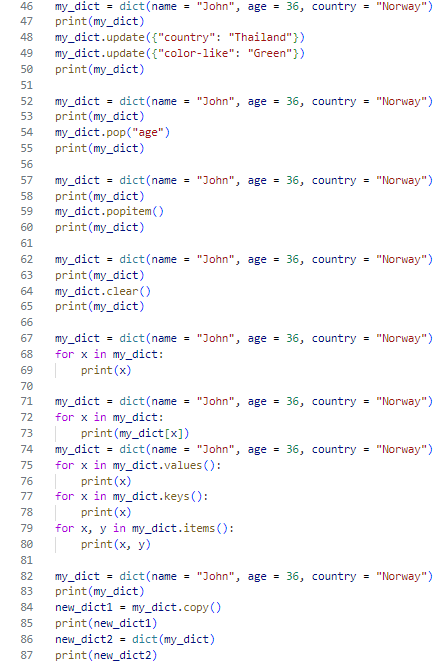 46 my_dict = dict(name = "John", age = 36, country = "Norway")
47 print(my_dict)
48 my_dict.update({"country": "Thailand"})
49 my_dict.update({"color-like": "Green"})
50 print(my_dict)
51
52 my_dict = dict(name = "John", age = 36, country = "Norway")
53 print(my_dict)
54 my_dict.pop("age")
55 print(my_dict)
56
57 my_dict = dict(name = "John", age = 36, country = "Norway")
58 print(my_dict)
59 my_dict.popitem()
60 print(my_dict)
61
62 my_dict = dict(name = "John", age = 36, country = "Norway")
63 print(my_dict)
64 my_dict.clear()
65 print(my_dict)
66
67 my_dict = dict(name = "John", age = 36, country = "Norway")
68 for x in my_dict:
69     print(x)
70
71 my_dict = dict(name = "John", age = 36, country = "Norway")
72 for x in my_dict:
73     print(my_dict[x])
74 my_dict = dict(name = "John", age = 36, country = "Norway")
75 for x in my_dict.values():
76     print(x)
77 for x in my_dict.keys():
78     print(x)
79 for x, y in my_dict.items():
80     print(x, y)
81
82 my_dict = dict(name = "John", age = 36, country = "Norway")
83 print(my_dict)
84 new_dict1 = my_dict.copy()
85 print(new_dict1)
86 new_dict2 = dict(my_dict)
87 print(new_dict2)